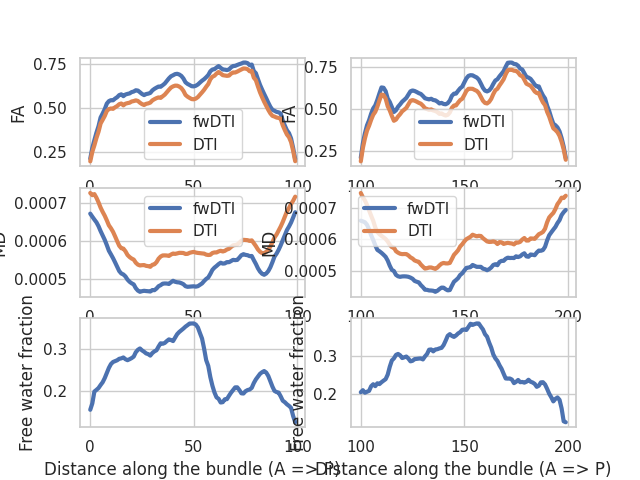 0.75
0.50
0.25
FA
fwDTI
DTI
0
50
100
0.75
0.50
0.25
FA
fwDTI
DTI
100
150
200
0.0007
0.0006
0.0005
MD
fwDTI
DTI
0
50
100
0.0007
0.0006
0.0005
MD
fwDTI
DTI
100
150
200
0.3
0.2
Free water fraction
0
50
100
Distance along the bundle (A => P)
0.3
0.2
Free water fraction
100
150
200
Distance along the bundle (A => P)